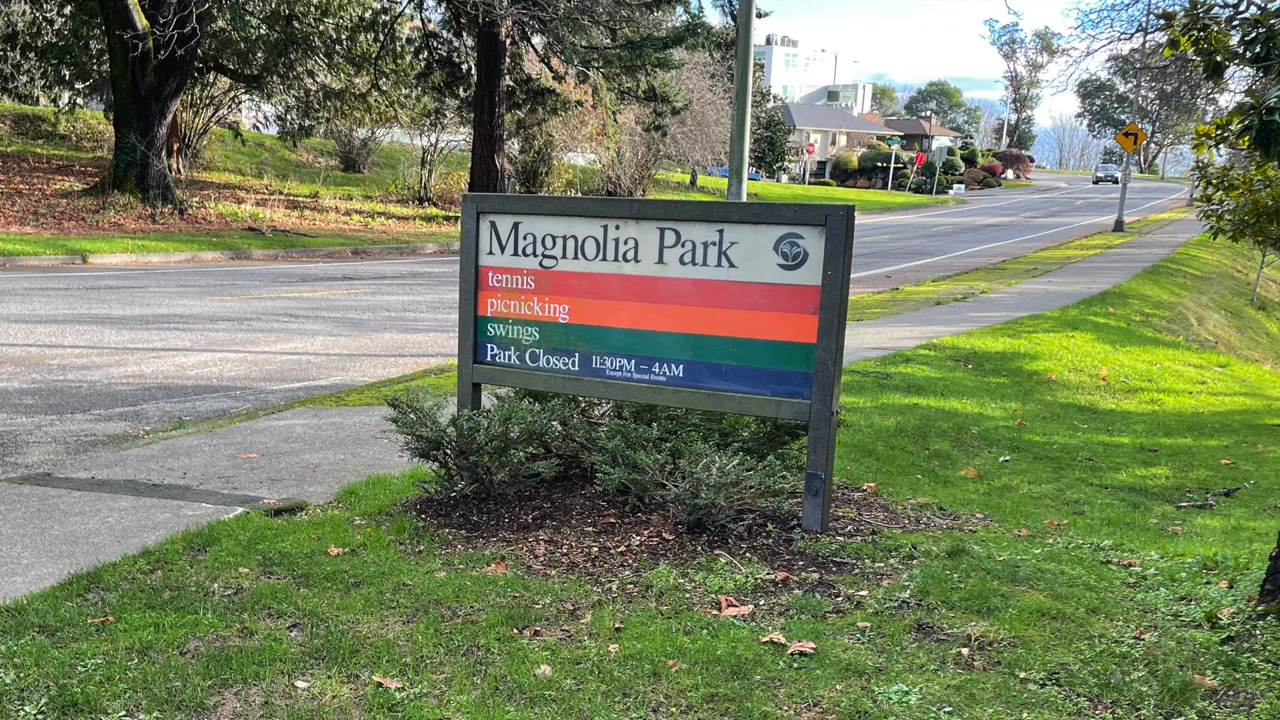 Magnolia Park
tennis
picnicking
swings
Park Closed 11:30PM – 4AM
Except For Special Events